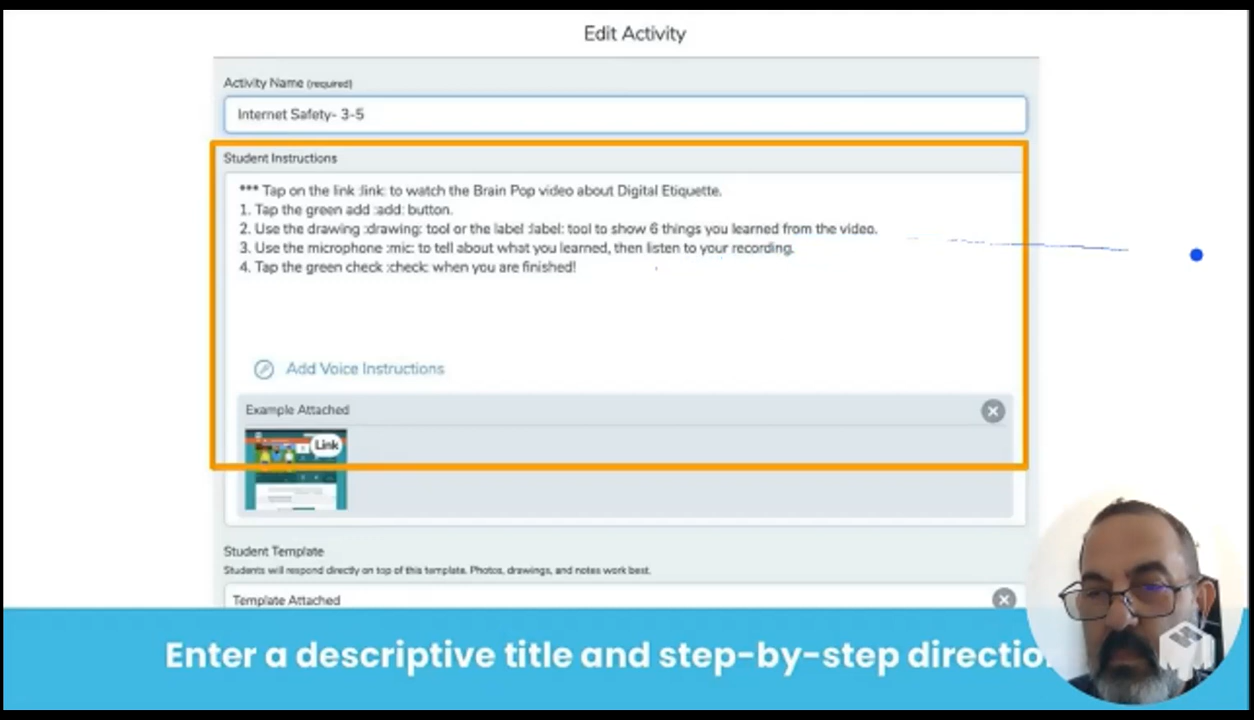 Edit Activity
Activity Name (required)
Internet Safety- 3-5
Student Instructions
*** Tap on the link :link: to watch the Brain Pop video about Digital Etiquette.
1. Tap the green add :add: button.
2. Use the drawing :drawing: tool or the label :label: tool to show 6 things you learned from the video.
3. Use the microphone :mic: to tell about what you learned, then listen to your recording.
4. Tap the green check :check: when you are finished!
Add Voice Instructions
Example Attached
Link
Student Template
Students will respond directly on top of this template. Photos, drawings, and notes work best.
Template Attached
Enter a descriptive title and step-by-step directio